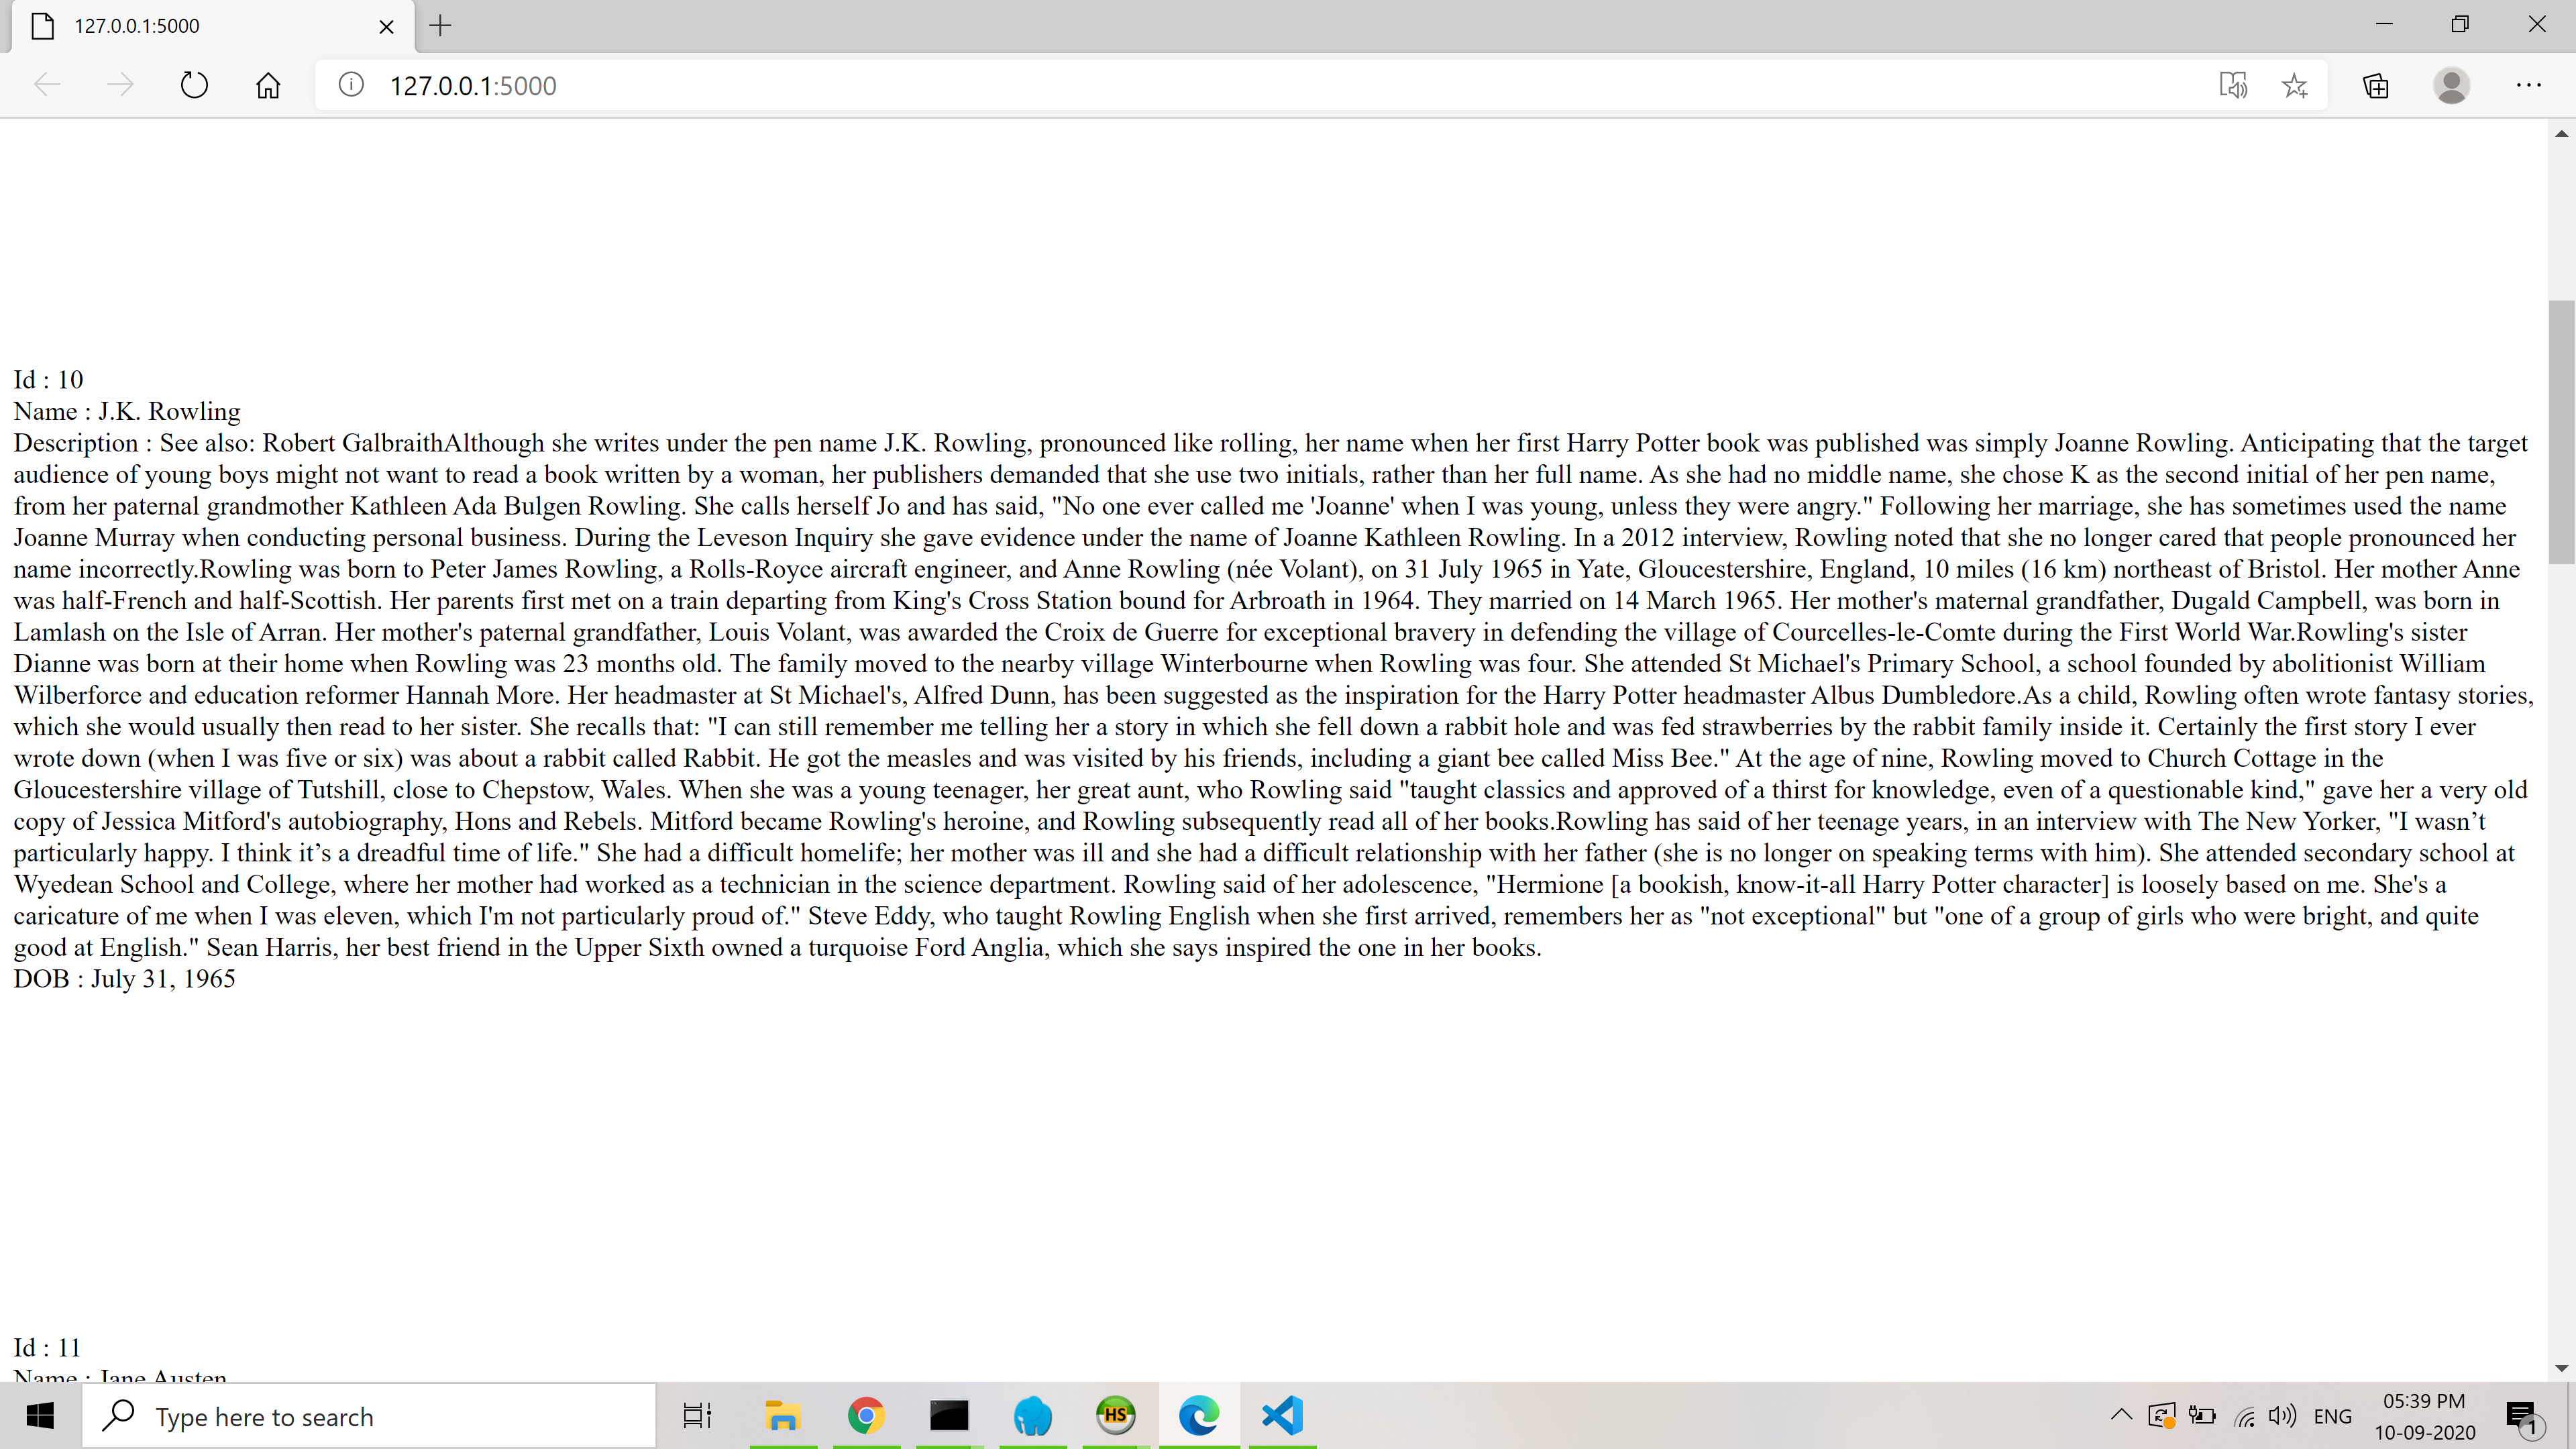 127.0.0.1:5000
127.0.0.1:5000
Id : 10
Name : J.K. Rowling
Description : See also: Robert GalbraithAlthough she writes under the pen name J.K. Rowling, pronounced like rolling, her name when her first Harry Potter book was published was simply Joanne Rowling. Anticipating that the target
audience of young boys might not want to read a book written by a woman, her publishers demanded that she use two initials, rather than her full name. As she had no middle name, she chose K as the second initial of her pen name,
from her paternal grandmother Kathleen Ada Bulgen Rowling. She calls herself Jo and has said, "No one ever called me 'Joanne' when I was young, unless they were angry." Following her marriage, she has sometimes used the name
Joanne Murray when conducting personal business. During the Leveson Inquiry she gave evidence under the name of Joanne Kathleen Rowling. In a 2012 interview, Rowling noted that she no longer cared that people pronounced her
name incorrectly.Rowling was born to Peter James Rowling, a Rolls-Royce aircraft engineer, and Anne Rowling (née Volant), on 31 July 1965 in Yate, Gloucestershire, England, 10 miles (16 km) northeast of Bristol. Her mother Anne
was half-French and half-Scottish. Her parents first met on a train departing from King's Cross Station bound for Arbroath in 1964. They married on 14 March 1965. Her mother's maternal grandfather, Dugald Campbell, was born in
Lamlash on the Isle of Arran. Her mother's paternal grandfather, Louis Volant, was awarded the Croix de Guerre for exceptional bravery in defending the village of Courcelles-le-Comte during the First World War.Rowling's sister
Dianne was born at their home when Rowling was 23 months old. The family moved to the nearby village Winterbourne when Rowling was four. She attended St Michael's Primary School, a school founded by abolitionist William
Wilberforce and education reformer Hannah More. Her headmaster at St Michael's, Alfred Dunn, has been suggested as the inspiration for the Harry Potter headmaster Albus Dumbledore.As a child, Rowling often wrote fantasy stories,
which she would usually then read to her sister. She recalls that: "I can still remember me telling her a story in which she fell down a rabbit hole and was fed strawberries by the rabbit family inside it. Certainly the first story I ever
wrote down (when I was five or six) was about a rabbit called Rabbit. He got the measles and was visited by his friends, including a giant bee called Miss Bee." At the age of nine, Rowling moved to Church Cottage in the
Gloucestershire village of Tutshill, close to Chepstow, Wales. When she was a young teenager, her great aunt, who Rowling said "taught classics and approved of a thirst for knowledge, even of a questionable kind," gave her a very old
copy of Jessica Mitford's autobiography, Hons and Rebels. Mitford became Rowling's heroine, and Rowling subsequently read all of her books.Rowling has said of her teenage years, in an interview with The New Yorker, "I wasn’t
particularly happy. I think it’s a dreadful time of life." She had a difficult homelife; her mother was ill and she had a difficult relationship with her father (she is no longer on speaking terms with him). She attended secondary school at
Wyedean School and College, where her mother had worked as a technician in the science department. Rowling said of her adolescence, "Hermione [a bookish, know-it-all Harry Potter character] is loosely based on me. She's a
caricature of me when I was eleven, which I'm not particularly proud of." Steve Eddy, who taught Rowling English when she first arrived, remembers her as "not exceptional" but "one of a group of girls who were bright, and quite
good at English." Sean Harris, her best friend in the Upper Sixth owned a turquoise Ford Anglia, which she says inspired the one in her books.
DOB : July 31, 1965
Id : 11
Name : Jane Austen
Type here to search
HS
ENG
05:39 PM
10-09-2020
1